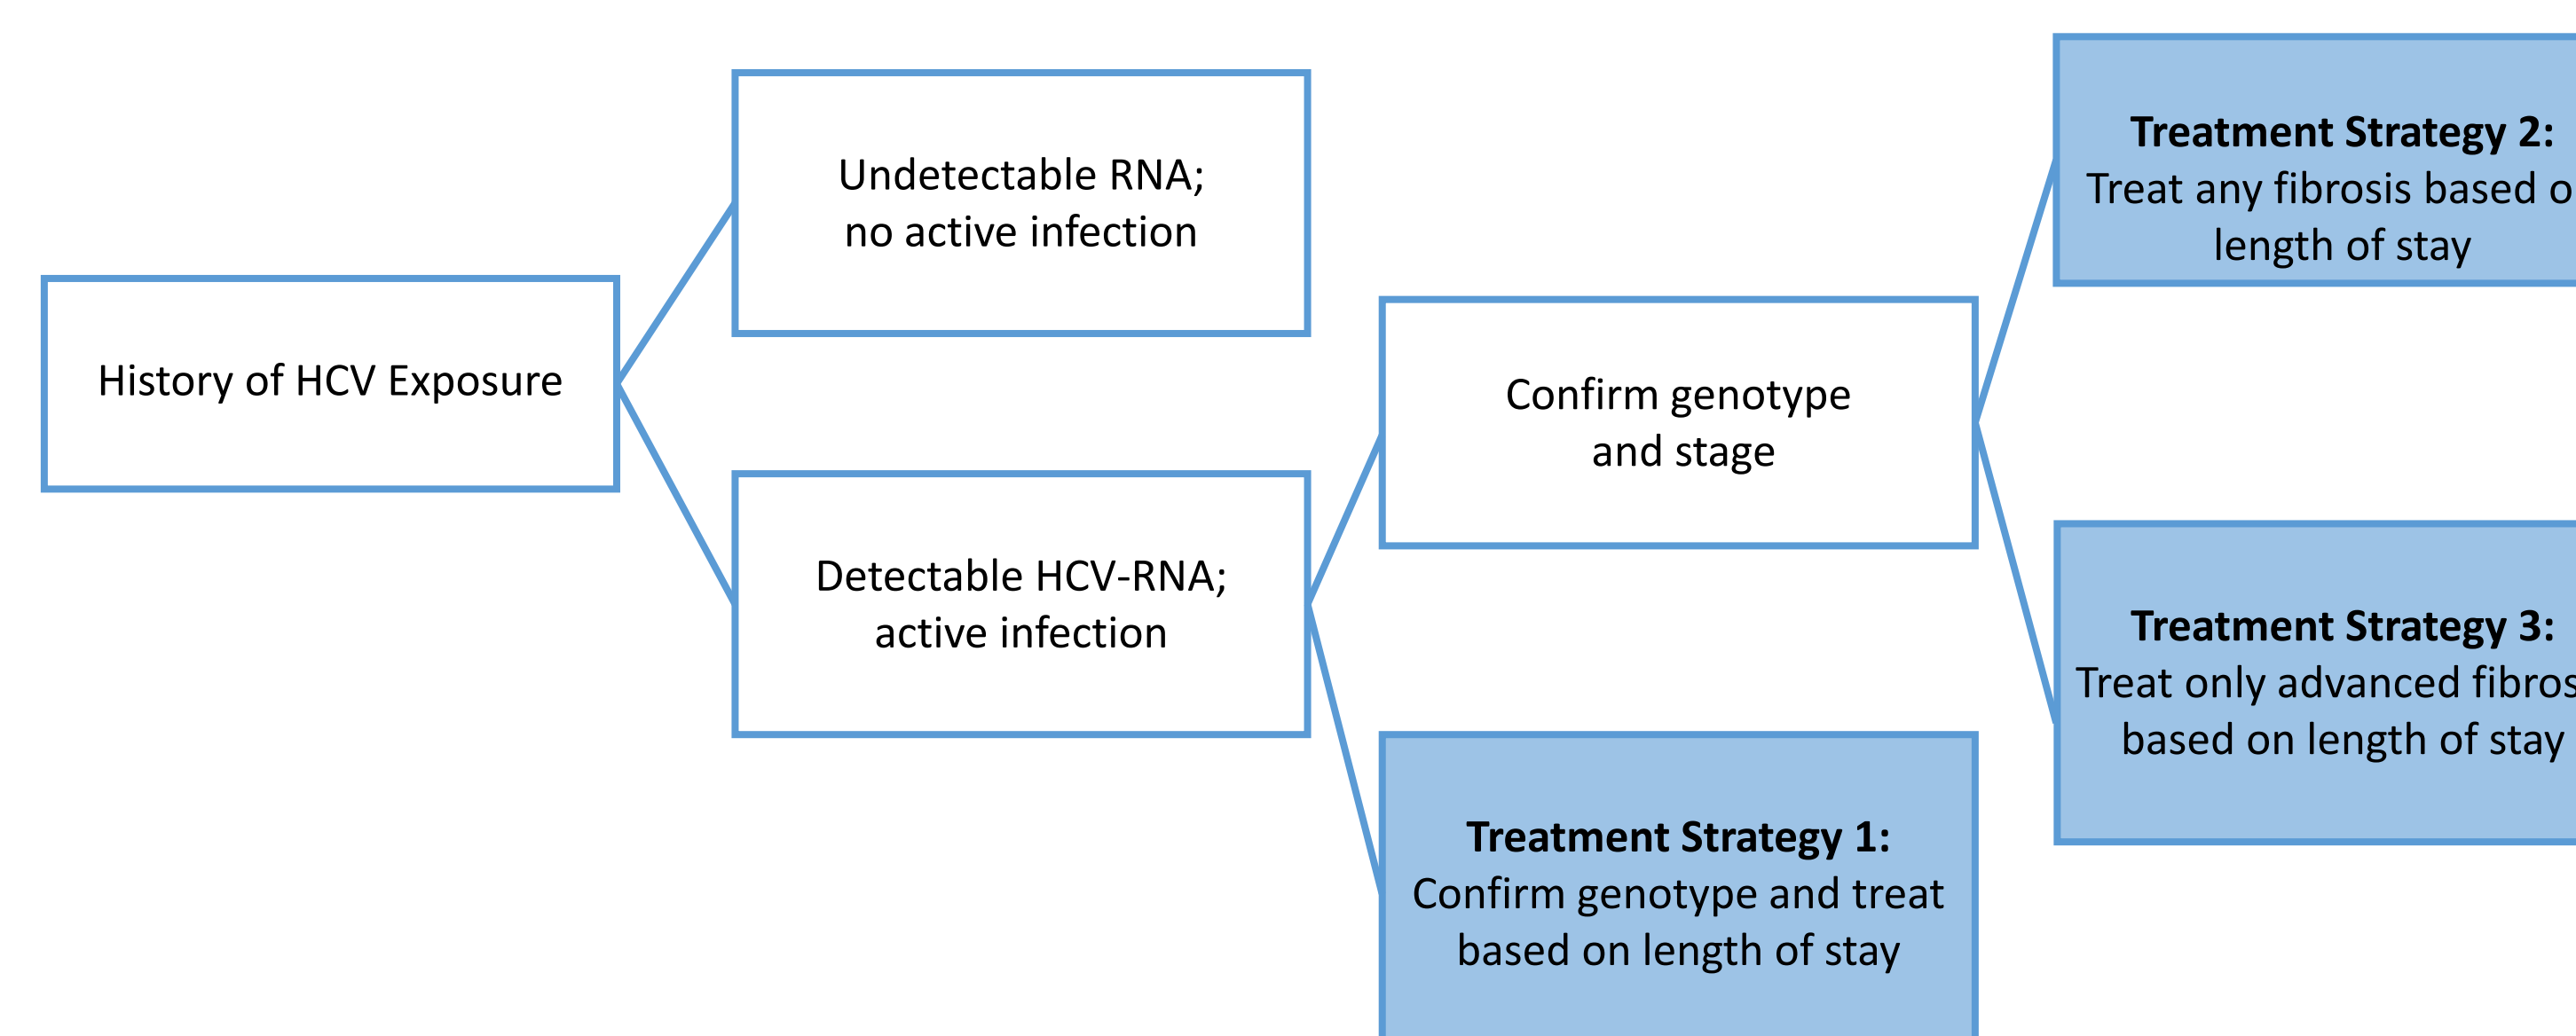 History of HCV Exposure
Undetectable RNA;
no active infection
Detectable HCV-RNA;
active infection
Confirm genotype
and stage
Treatment Strategy 1:
Confirm genotype and treat
based on length of stay
Treatment Strategy 2:
Treat any fibrosis based
length of stay
Treatment Strategy 3:
Treat only advanced
based on length of stay